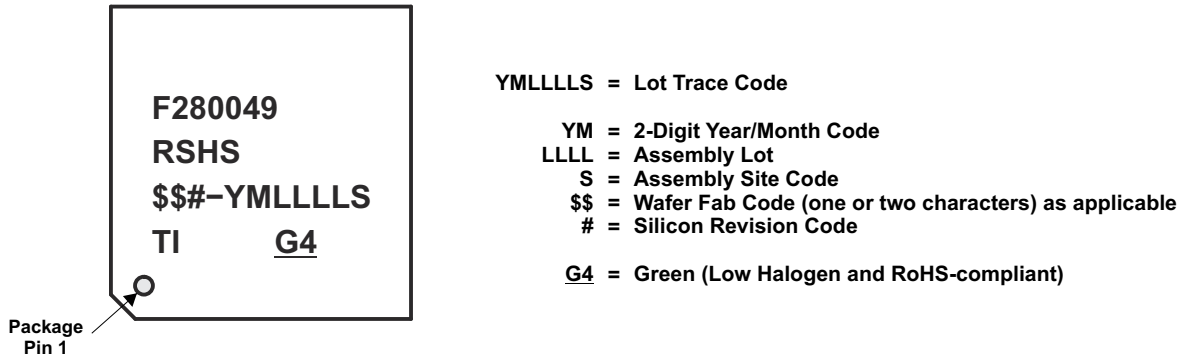 F280049
RSHS
$$#−YMLLLLS
TI G4
Package
Pin 1
YMLLLLS = Lot Trace Code
YM = 2-Digit Year/Month Code
LLLL = Assembly Lot
S = Assembly Site Code
$$ = Wafer Fab Code (one or two characters) as applicable
# = Silicon Revision Code
G4 = Green (Low Halogen and RoHS-compliant)